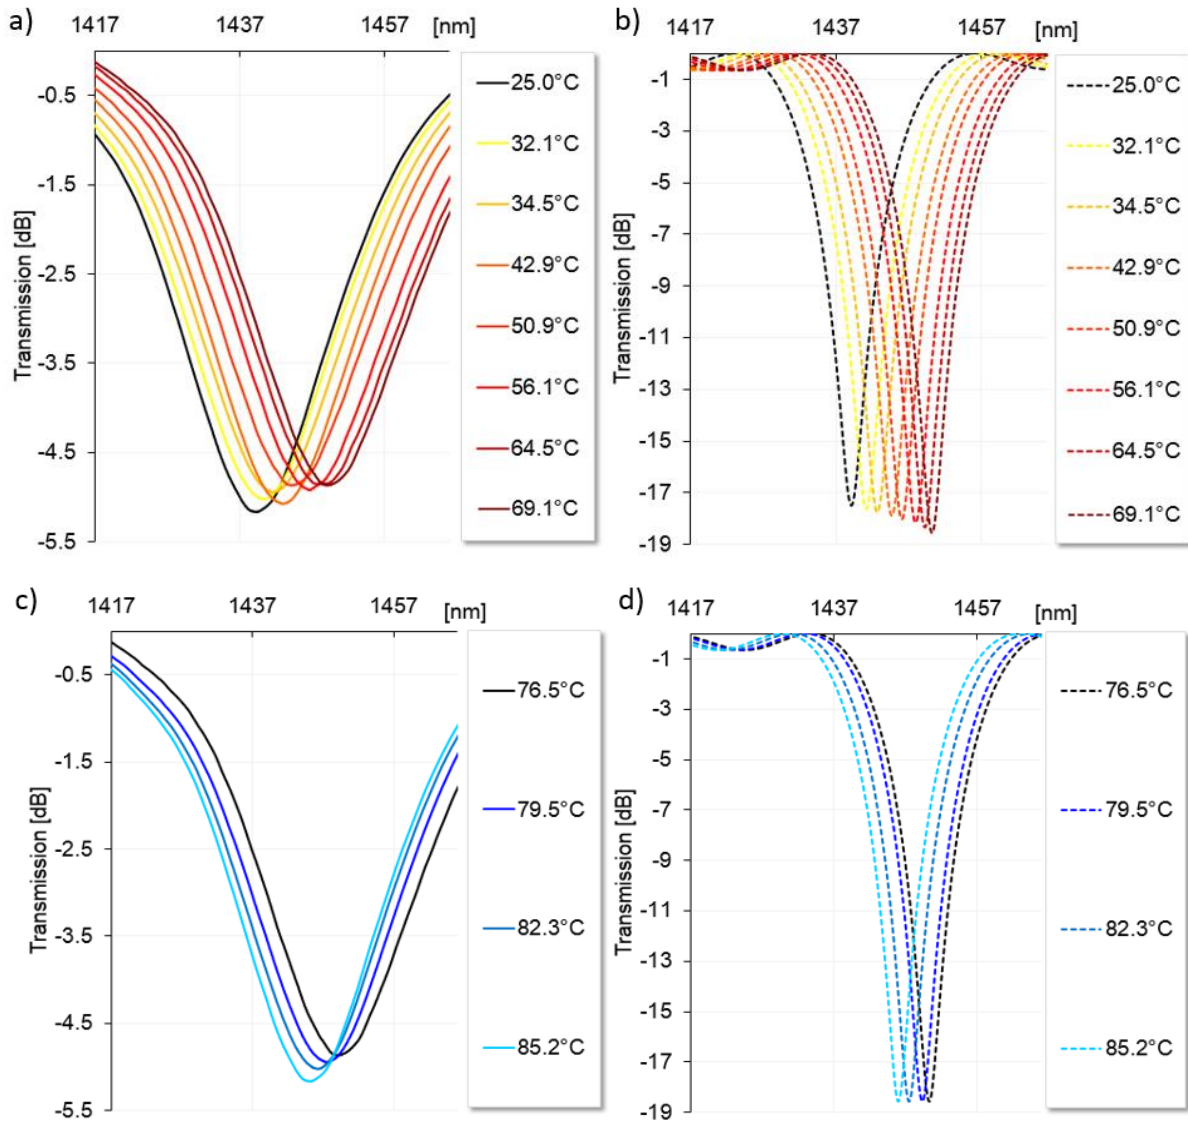 a)
1417 1437 1457 [nm]
Transmission [dB]
-0.5
-1.5
-2.5
-3.5
-4.5
-5.5
25.0°C
32.1°C
34.5°C
42.9°C
50.9°C
56.1°C
64.5°C
69.1°C
b)
1417 1437 1457 [nm]
Transmission [dB]
-1
-3
-5
-7
-9
-11
-13
-15
-17
-19
25.0°C
32.1°C
34.5°C
42.9°C
50.9°C
56.1°C
64.5°C
69.1°C
c)
1417 1437 1457 [nm]
Transmission [dB]
-0.5
-1.5
-2.5
-3.5
-4.5
-5.5
76.5°C
79.5°C
82.3°C
85.2°C
d)
1417 1437 1457 [nm]
Transmission [dB]
-1
-3
-5
-7
-9
-11
-13
-15
-17
-19
76.5°C
79.5°C
82.3°C
85.2°C